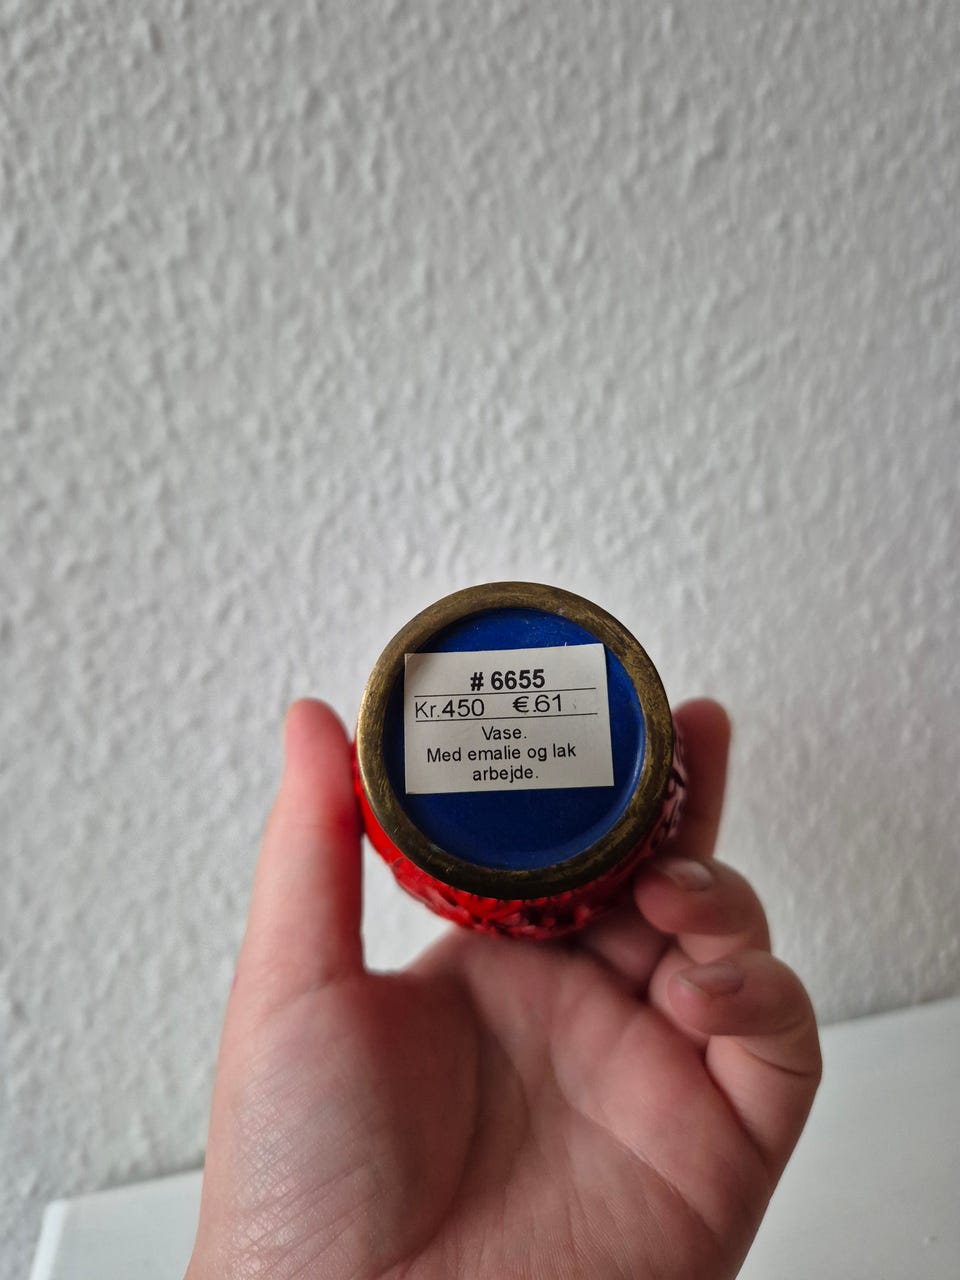 # 6655
Kr.450 €.61
Vase.
Med emalie og lak
arbejde.